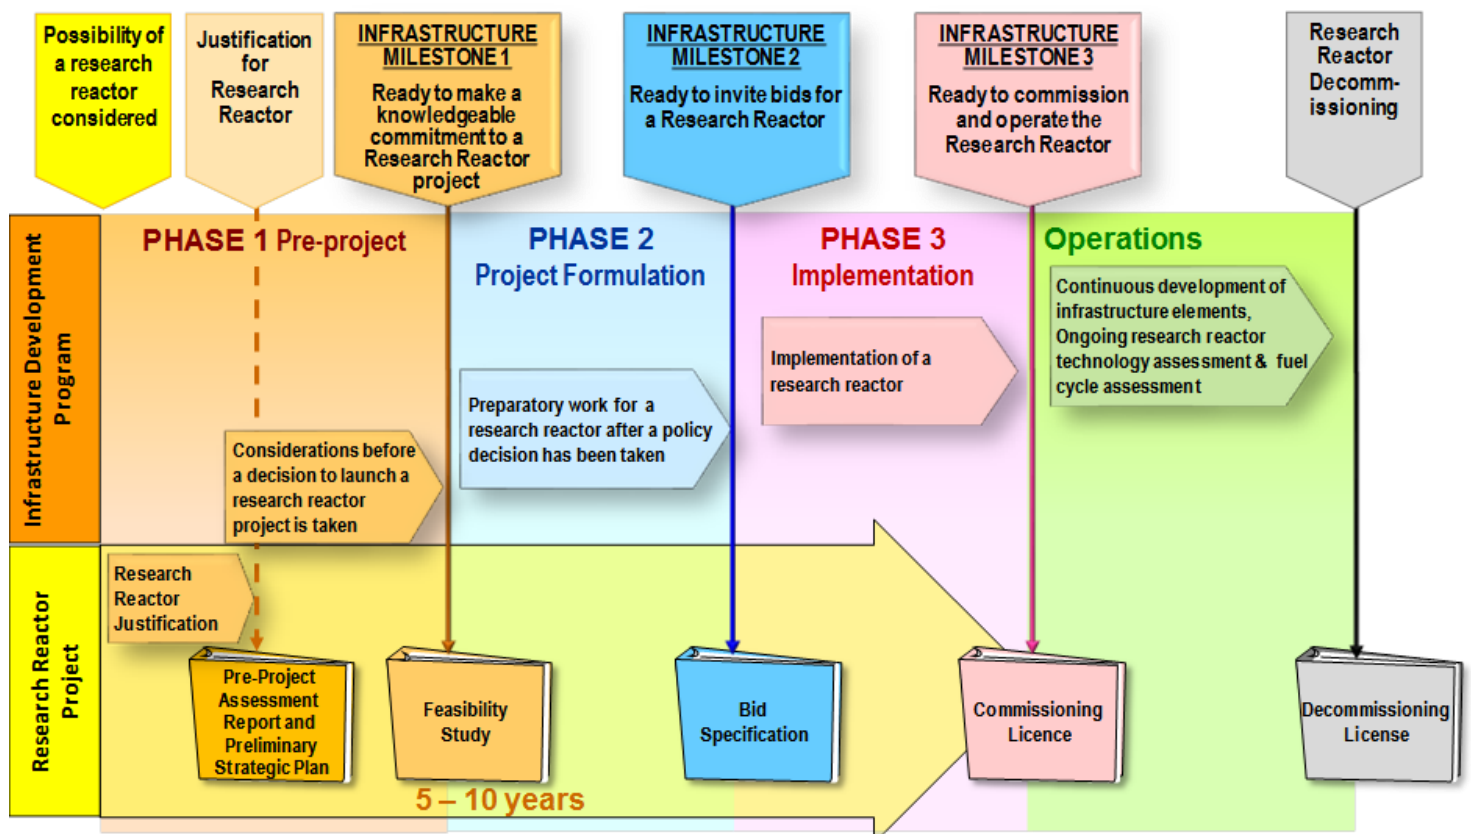 Possibility of
a research
reactor
considered
Justification
for
Research
Reactor
INFRASTRUCTURE
MILESTONE 1
Ready to make a
knowledgeable
commitment to a
Research Reactor
project
INFRASTRUCTURE
MILESTONE 2
Ready to invite bids for
a Research Reactor
INFRASTRUCTURE
MILESTONE 3
Ready to commission
and operate the
Research Reactor
Research
Reactor
Decomm-
issioning
Infrastructure Development
Program
PHASE 1 Pre-project
PHASE 2
Project Formulation
PHASE 3
Implementation
Operations
Continuous development of
infrastructure elements,
Ongoing research reactor
technology assessment & fuel
cycle assessment
Implementation of a
research reactor
Preparatory work for a
research reactor after a policy
decision has been taken
Considerations before
a decision to launch a
research reactor
project is taken
Research Reactor
Project
Research
Reactor
Justification
Pre-Project
Assessment
Report and
Preliminary
Strategic Plan
Feasibility
Study
Bid
Specification
Commissioning
Licence
Decommissioning
License
5 – 10 years